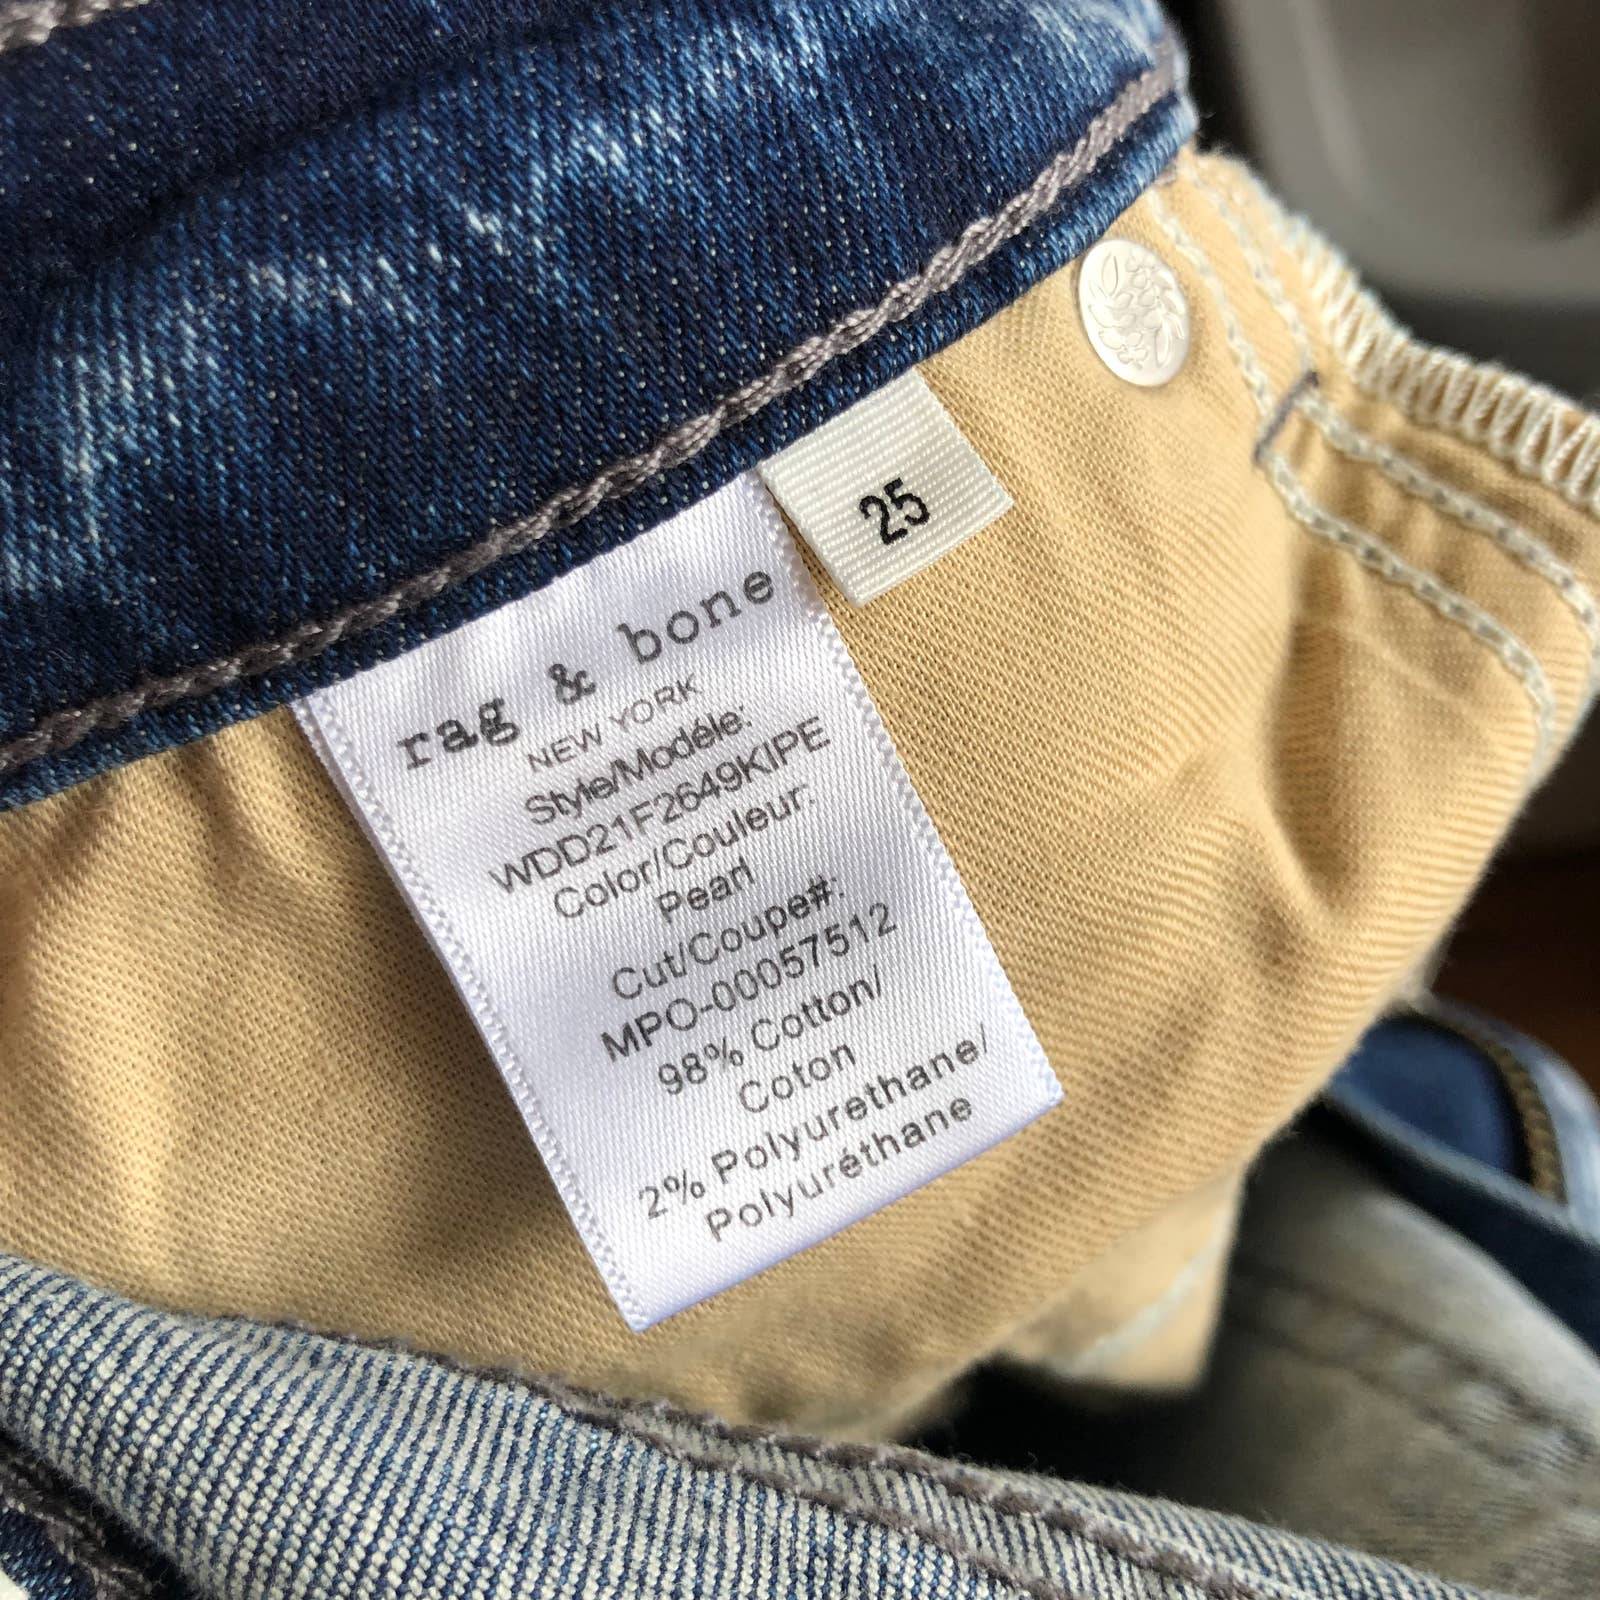 25
rag & bone
NEW YORK
Style/Modéle:
WDD21F2649KIPE
Color/Couleur:
Pearl
Cut/Coupe#:
MPO-00057512
98% Cotton/
Coton
2% Polyurethane/
Polyuréthane